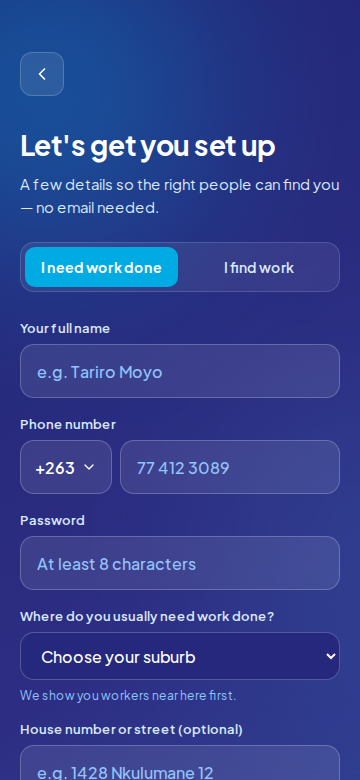 Let's get you set up
A few details so the right people can find you
— no email needed.
I need work done
I find work
Your full name
e.g. Tariro Moyo
Phone number
+263
77 412 3089
Password
At least 8 characters
Where do you usually need work done?
Choose your suburb
We show you workers near here first.
House number or street (optional)
e.g. 1428 Nkulumane 12